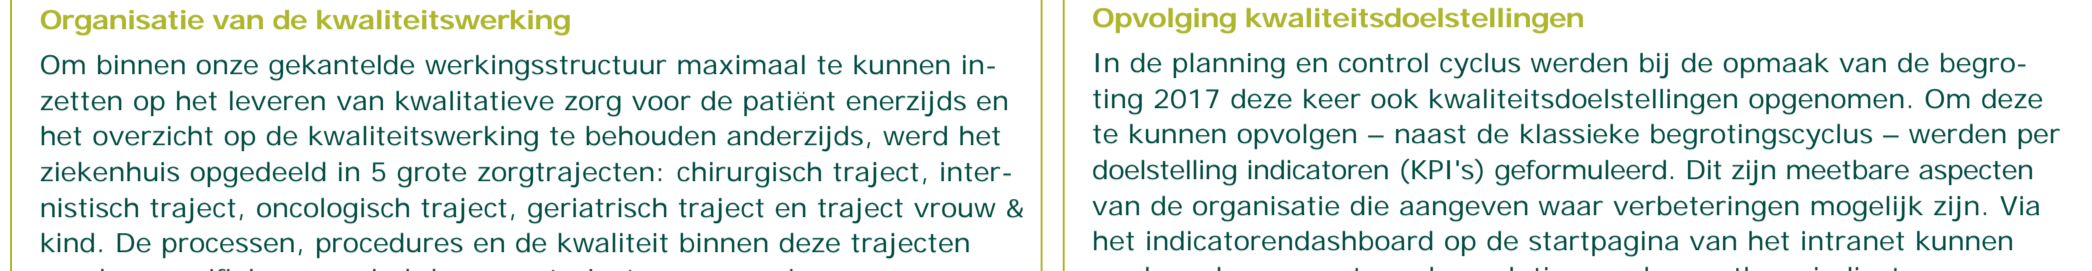 Organisatie van de kwaliteitswerking
Om binnen onze gekantelde werkingsstructuur maximaal te kunnen in-
zetten op het leveren van kwalitatieve zorg voor de patiënt enerzijds en
het overzicht op de kwaliteitswerking te behouden anderzijds, werd het
ziekenhuis opgedeeld in 5 grote zorgtrajecten: chirurgisch traject, inter-
nistisch traject, oncologisch traject, geriatrisch traject en traject vrouw &
kind. De processen, procedures en de kwaliteit binnen deze trajecten
Opvolging kwaliteitsdoelstellingen
In de planning en control cyclus werden bij de opmaak van de begro-
ting 2017 deze keer ook kwaliteitsdoelstellingen opgenomen. Om deze
te kunnen opvolgen – naast de klassieke begrotingscyclus – werden per
doelstelling indicatoren (KPI's) geformuleerd. Dit zijn meetbare aspecten
van de organisatie die aangeven waar verbeteringen mogelijk zijn. Via
het indicatorendashboard op de startpagina van het intranet kunnen